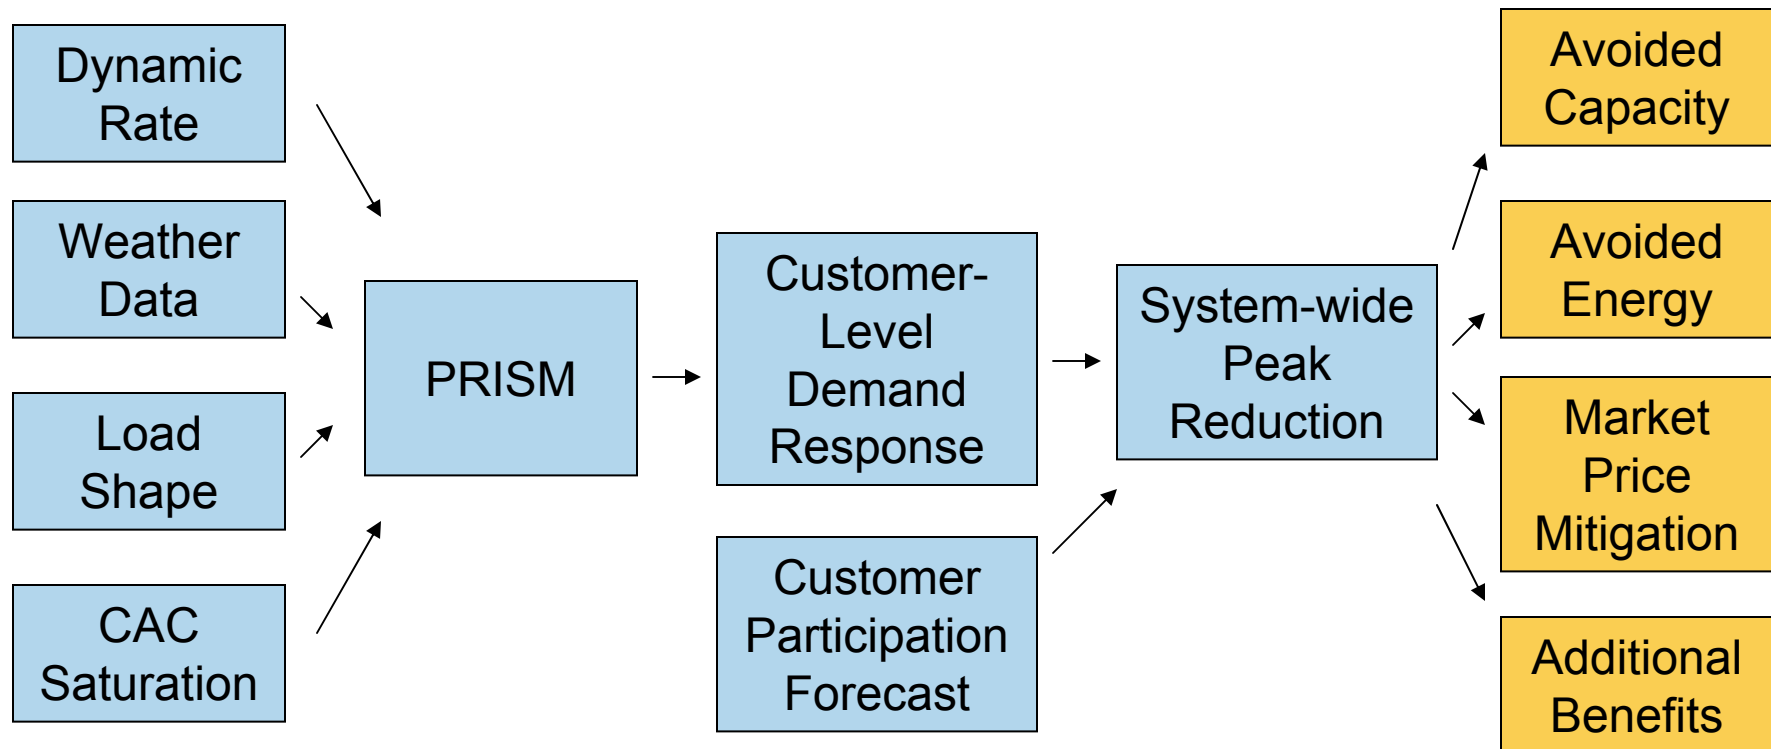 Dynamic
Rate
Weather
Data
Load
Shape
CAC
Saturation
PRISM
Customer-
Level
Demand
Response
Customer
Participation
Forecast
System-wide
Peak
Reduction
Avoided
Capacity
Avoided
Energy
Market
Price
Mitigation
Additional
Benefits